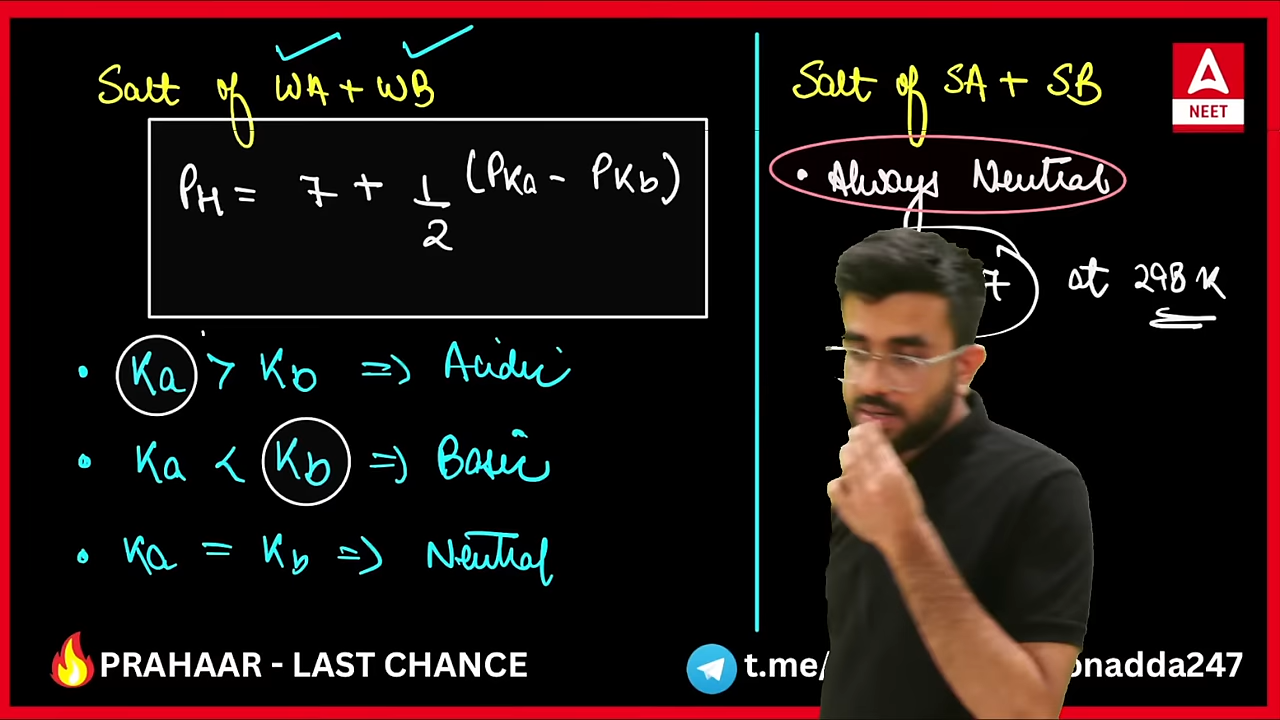 Salt of WA + WB
PH = 7 + 1/2 (PKa - PKb)
• Ka > Kb => Acidic
• Ka < Kb => Basic
• Ka = Kb => Neutral
Salt of SA + SB
• Always Neutral
7 at 298 K
NEET
PRAHAAR - LAST CHANCE
t.me/ onadda247